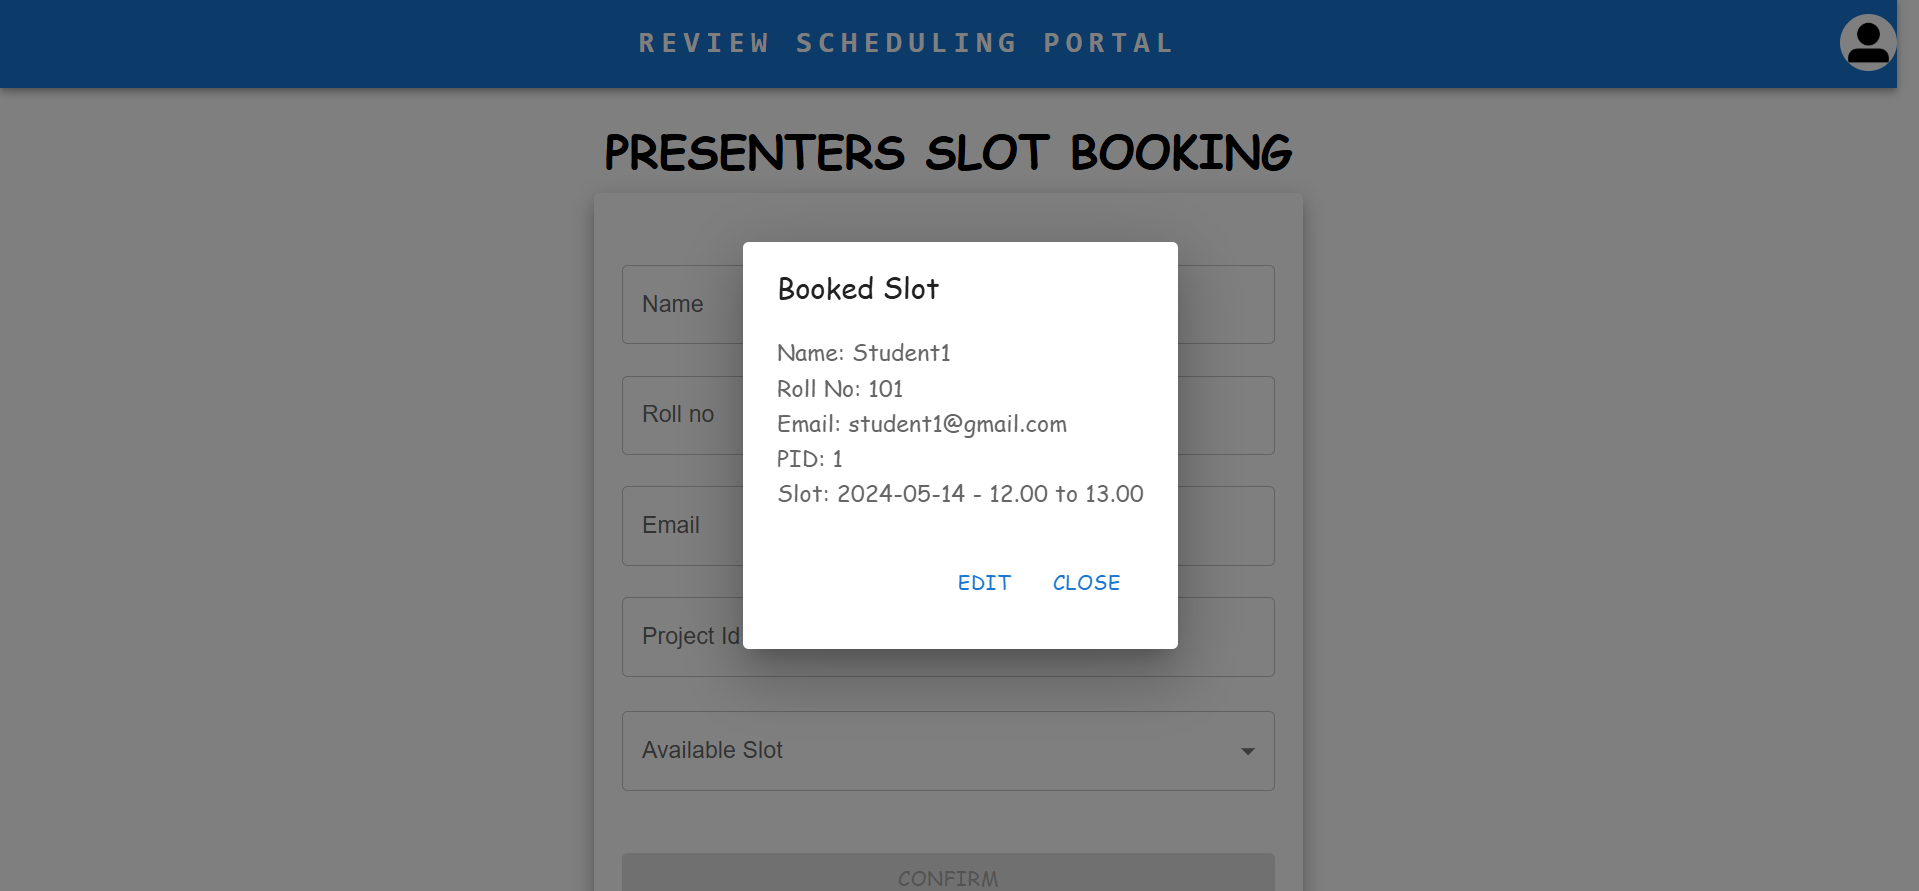 REVIEW SCHEDULING PORTAL
PRESENTERS SLOT BOOKING
Booked Slot
Name: Student1
Roll No: 101
Email: student1@gmail.com
PID: 1
Slot: 2024-05-14 - 12.00 to 13.00
EDIT CLOSE
Name
Roll no
Email
Project Id
Available Slot
CONFIRM